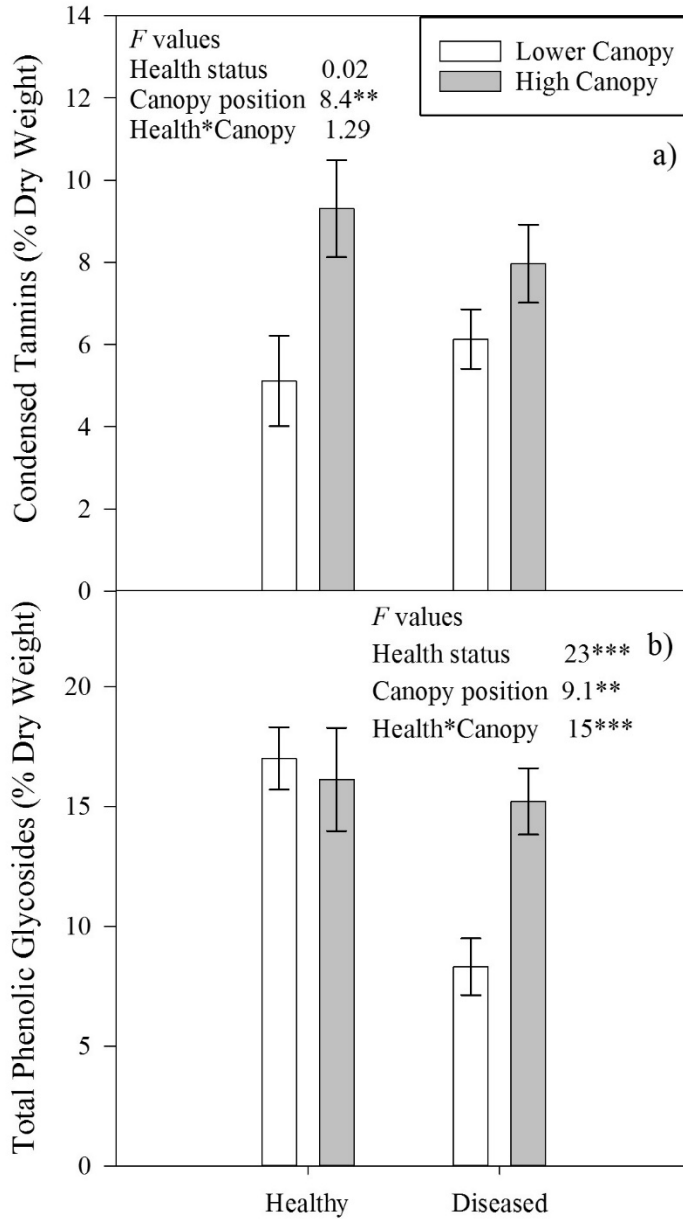 Condensed Tannins (% Dry Weight)
14
12
10
8
6
4
2
0
F values
Health status 0.02
Canopy position 8.4**
Health*Canopy 1.29
Lower Canopy
High Canopy
a)
Total Phenolic Glycosides (% Dry Weight)
20
15
10
5
0
F values
Health status 23***
Canopy position 9.1**
Health*Canopy 15***
b)
Healthy Diseased